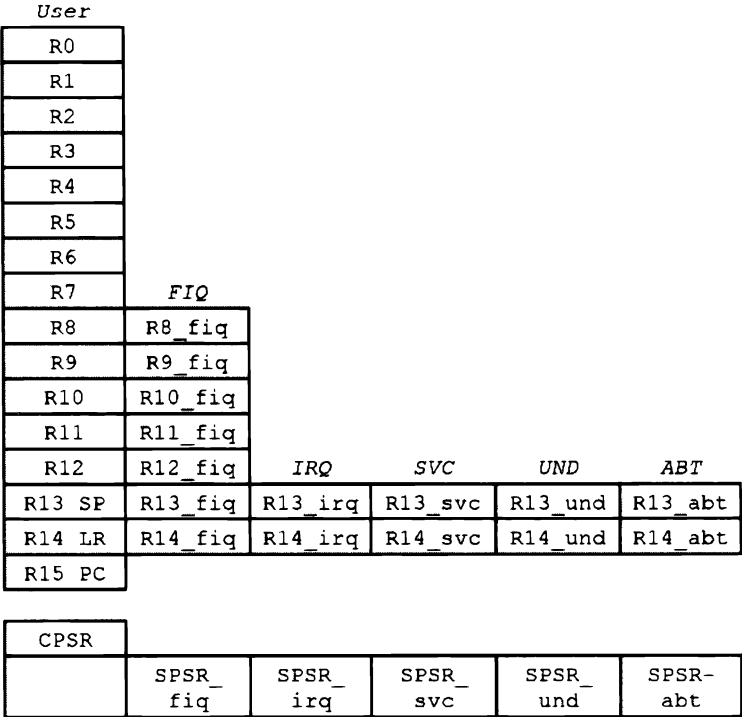 User
R0
R1
R2
R3
R4
R5
R6
R7 FIQ
R8 R8_fiq
R9 R9_fiq
R10 R10_fiq
R11 R11_fiq
R12 R12_fiq IRQ SVC UND ABT
R13 SP R13_fiq R13_irq R13_svc R13_und R13_abt
R14 LR R14_fiq R14_irq R14_svc R14_und R14_abt
R15 PC
CPSR
SPSR_ SPSR_ SPSR_ SPSR_ SPSR-
fiq irq svc und abt